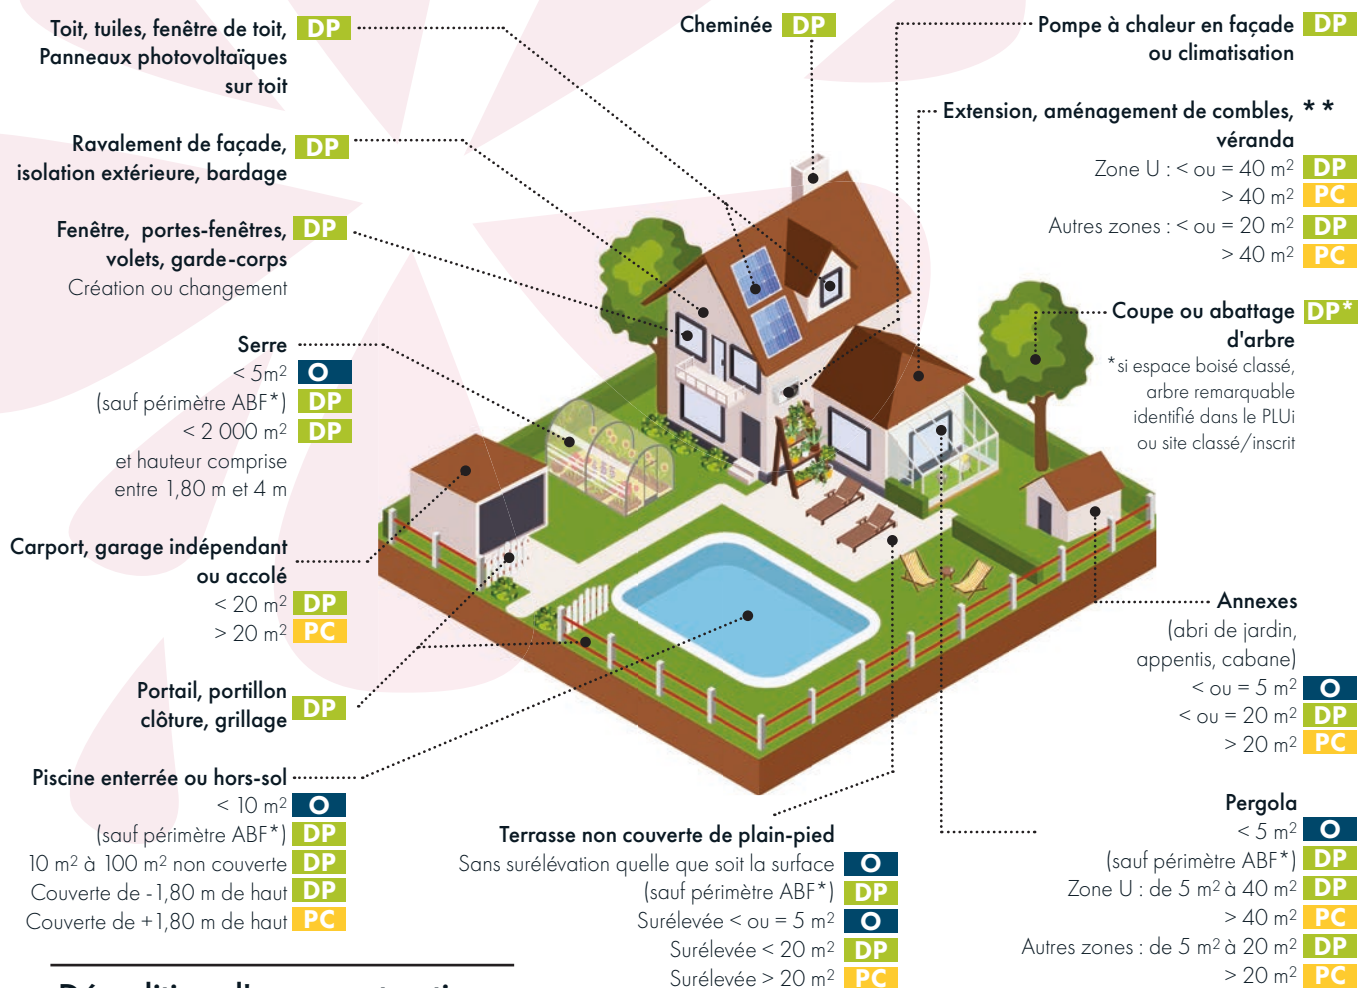 Toit, tuiles, fenêtre de toit, DP
Panneaux photovoltaïques
sur toit
Ravalement de façade, DP
isolation extérieure, bardage
Fenêtre, portes-fenêtres, DP
volets, garde-corps
Création ou changement
Serre
< 5m² O
(sauf périmètre ABF*) DP
< 2 000 m² DP
et hauteur comprise
entre 1,80 m et 4 m
Carport, garage indépendant
ou accolé
< 20 m² DP
> 20 m² PC
Portail, portillon
clôture, grillage DP
Piscine enterrée ou hors-sol
< 10 m² O
(sauf périmètre ABF*) DP
10 m² à 100 m² non couverte DP
Couverte de -1,80 m de haut DP
Couverte de +1,80 m de haut PC
Cheminée DP
Pompe à chaleur en façade DP
ou climatisation
Extension, aménagement de combles, **
véranda
Zone U : < ou = 40 m² DP
> 40 m² PC
Autres zones : < ou = 20 m² DP
> 40 m² PC
Coupe ou abattage DP*
d'arbre
*si espace boisé classé,
arbre remarquable
identifié dans le PLUi
ou site classé/inscrit
Annexes
(abri de jardin,
appentis, cabane)
< ou = 5 m² O
< ou = 20 m² DP
> 20 m² PC
Pergola
< 5 m² O
(sauf périmètre ABF*) DP
Zone U : de 5 m² à 40 m² DP
> 40 m² PC
Autres zones : de 5 m² à 20 m² DP
> 20 m² PC
Terrasse non couverte de plain-pied
Sans surélévation quelle que soit la surface O
(sauf périmètre ABF*) DP
Surélevée < ou = 5 m² O
Surélevée < 20 m² DP
Surélevée > 20 m² PC